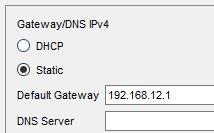 Gateway/DNS IPv4
DHCP
Static
Default Gateway 192.168.12.1
DNS Server